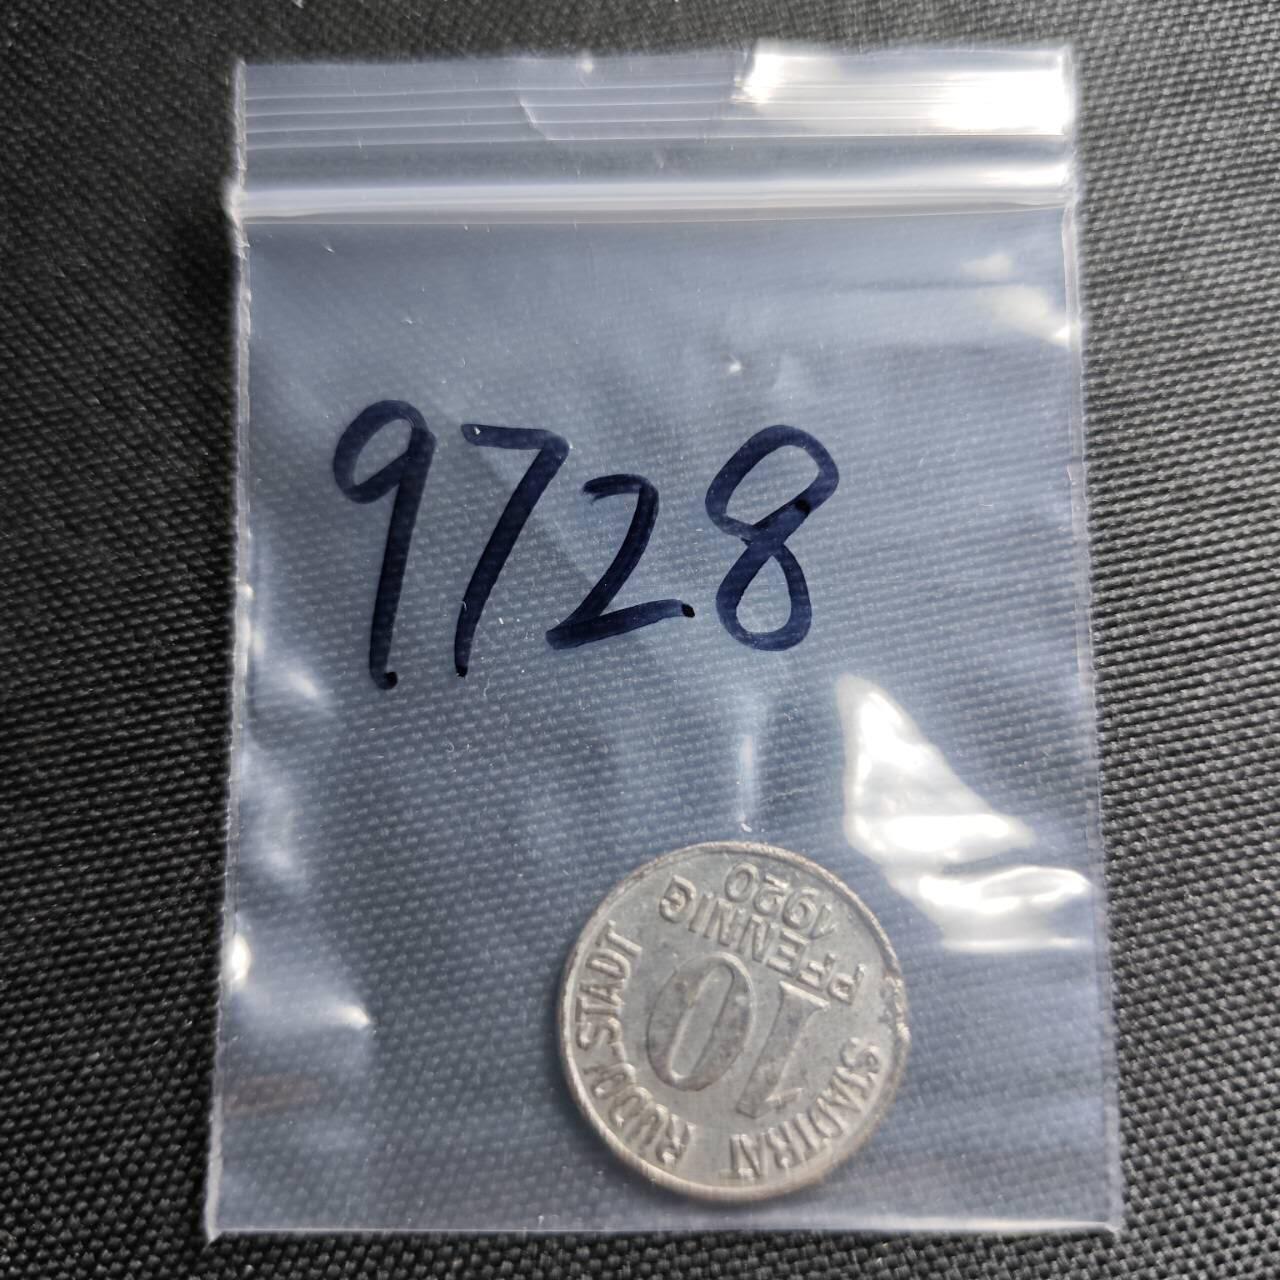 9728
STADTRAT RUDOLSTADT
10
PFENNIG
1920